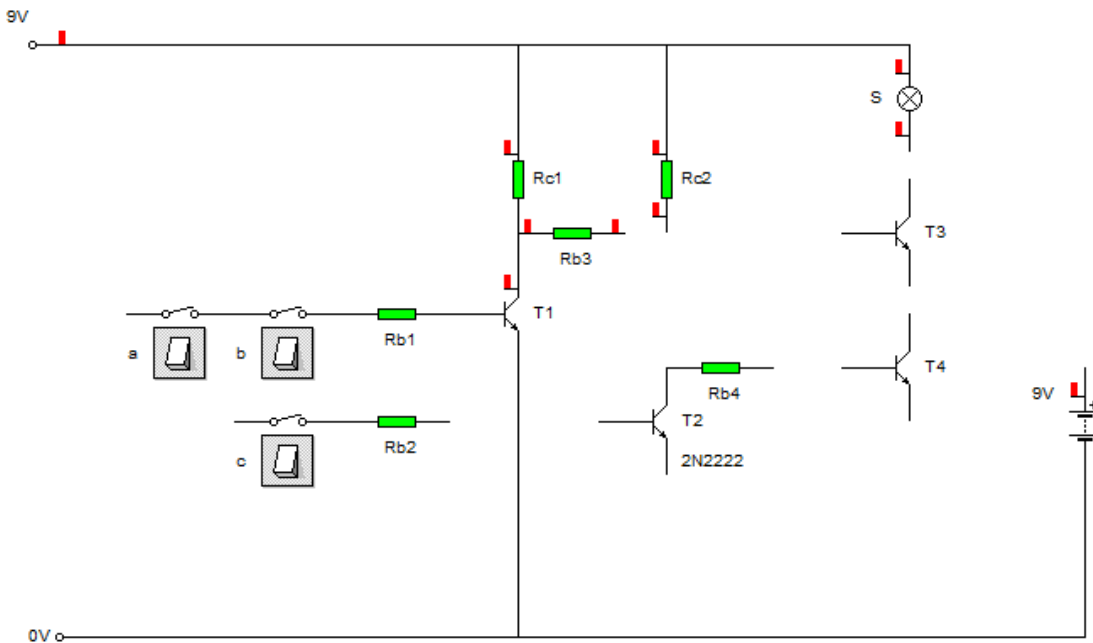 9V
S
Rc1
Rc2
T3
Rb3
T1
a
b
Rb1
T4
Rb4
9V
+
T2
c
Rb2
2N2222
0V